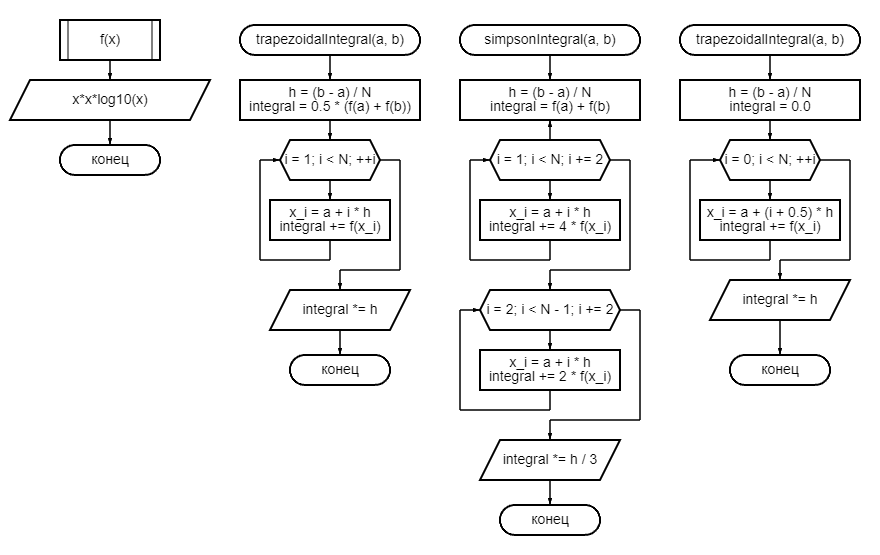 f(x)
x*x*log10(x)
конец
trapezoidallIntegral(a, b)
h = (b - a) / N
integral = 0.5 * (f(a) + f(b))
i = 1; i < N; ++i
x_i = a + i * h
integral += f(x_i)
integral *= h
конец
simpsonIntegral(a, b)
h = (b - a) / N
integral = f(a) + f(b)
i = 1; i < N; i += 2
x_i = a + i * h
integral += 4 * f(x_i)
i = 2; i < N - 1; i += 2
x_i = a + i * h
integral += 2 * f(x_i)
integral *= h / 3
конец
trapezoidallIntegral(a, b)
h = (b - a) / N
integral = 0.0
i = 0; i < N; ++i
x_i = a + (i + 0.5) * h
integral += f(x_i)
integral *= h
конец